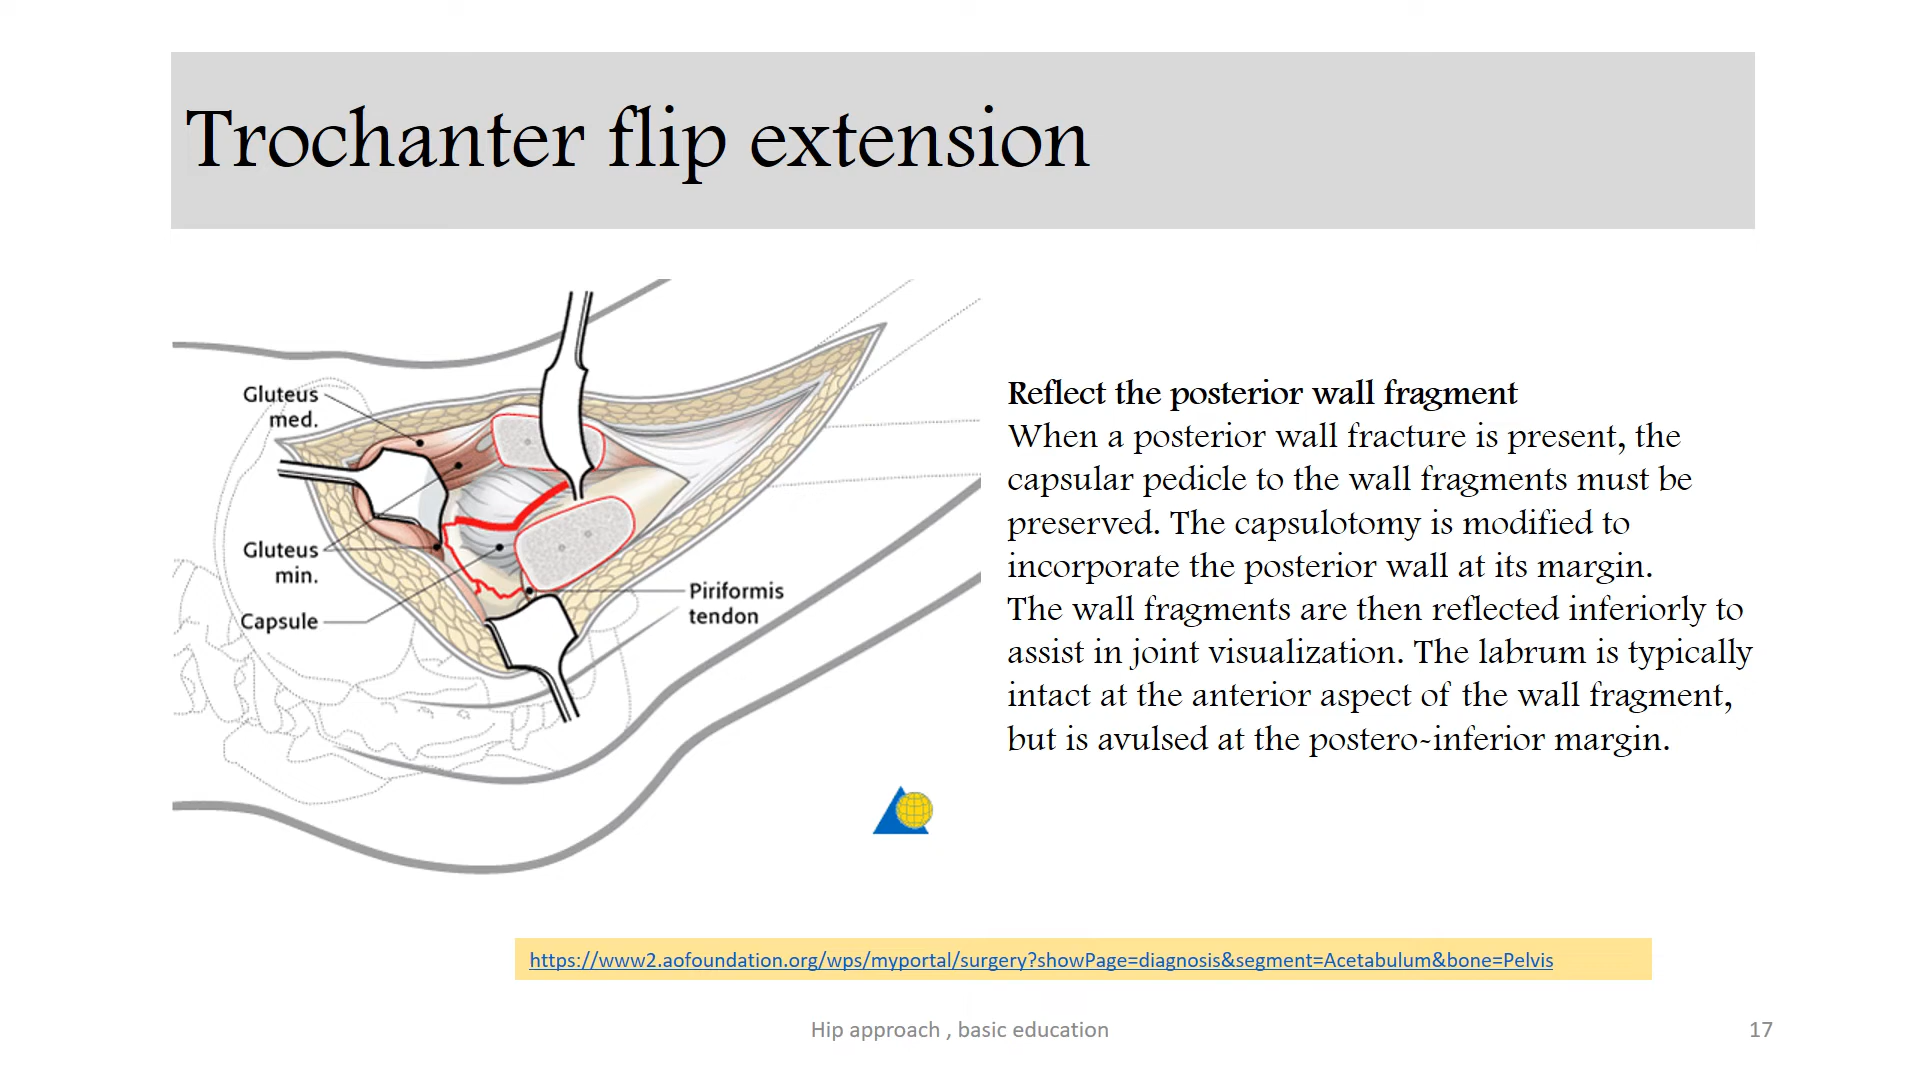 Trochanter flip extension
Gluteus
med.
Gluteus
min.
Capsule
Piriformis
tendon
Reflect the posterior wall fragment
When a posterior wall fracture is present, the
capsular pedicle to the wall fragments must be
preserved. The capsulotomy is modified to
incorporate the posterior wall at its margin.
The wall fragments are then reflected inferiorly to
assist in joint visualization. The labrum is typically
intact at the anterior aspect of the wall fragment,
but is avulsed at the postero-inferior margin.
https://www2.aofoundation.org/wps/myportal/surgery?showPage=diagnosis&segment=Acetabulum&bone=Pelvis
Hip approach , basic education
17